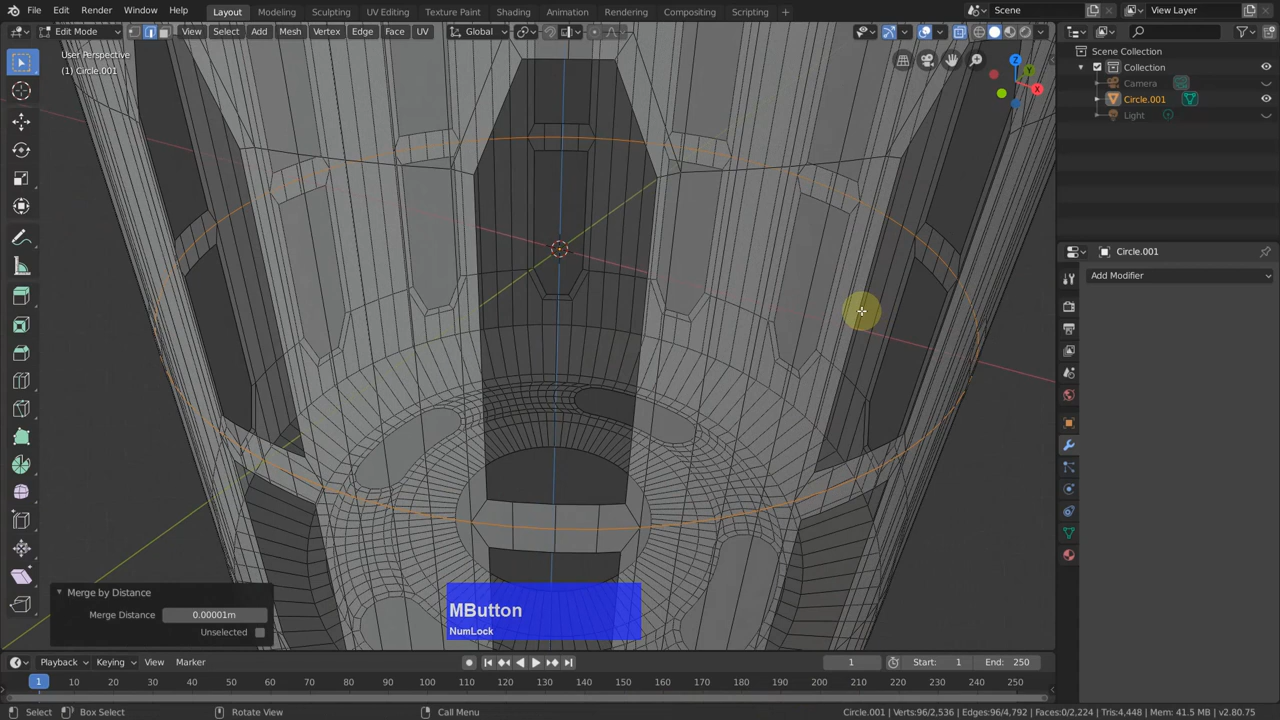 File Edit Render Window Help Layout Modeling Sculpting UV Editing Texture Paint Shading Animation Rendering Compositing Scripting + Scene View Layer
Edit Mode View Select Add Mesh Vertex Edge Face UV Global
User Perspective
(1) Circle.001
Z
Y
X
Scene Collection
Collection
Camera
Circle.001
Light
Circle.001
Add Modifier
Merge by Distance
Merge Distance 0.00001m
Unselected
MButton
NumLock
Playback Keying View Marker 1 Start: 1 End: 250
1 10 20 30 40 50 60 70 80 90 100 110 120 130 140 150 160 170 180 190 200 210 220 230 240 250
Select Box Select Rotate View Call Menu Circle.001 | Verts:96/2,536 | Edges:96/4,792 | Faces:0/2,224 | Tris:4,448 | Mem: 41.5 MB | v2.80.75